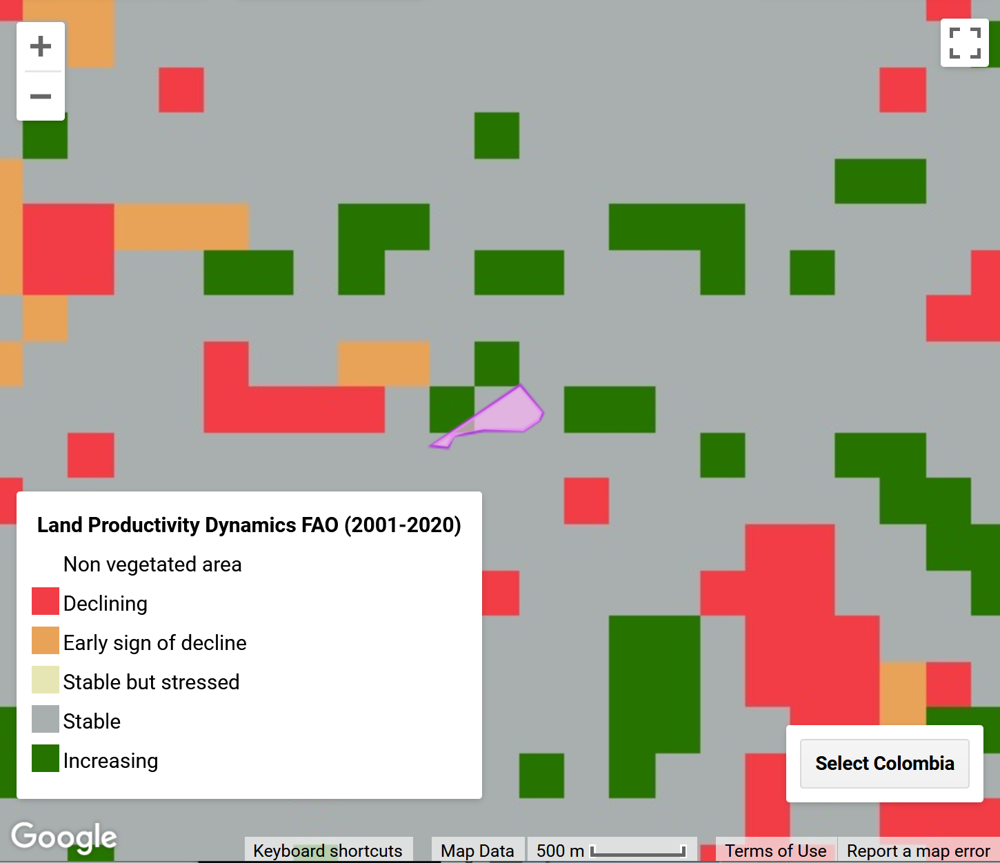 +
−
Land Productivity Dynamics FAO (2001-2020)
Non vegetated area
Declining
Early sign of decline
Stable but stressed
Stable
Increasing
Select Colombia
Google
Keyboard shortcuts
Map Data
500 m
Terms of Use
Report a map error